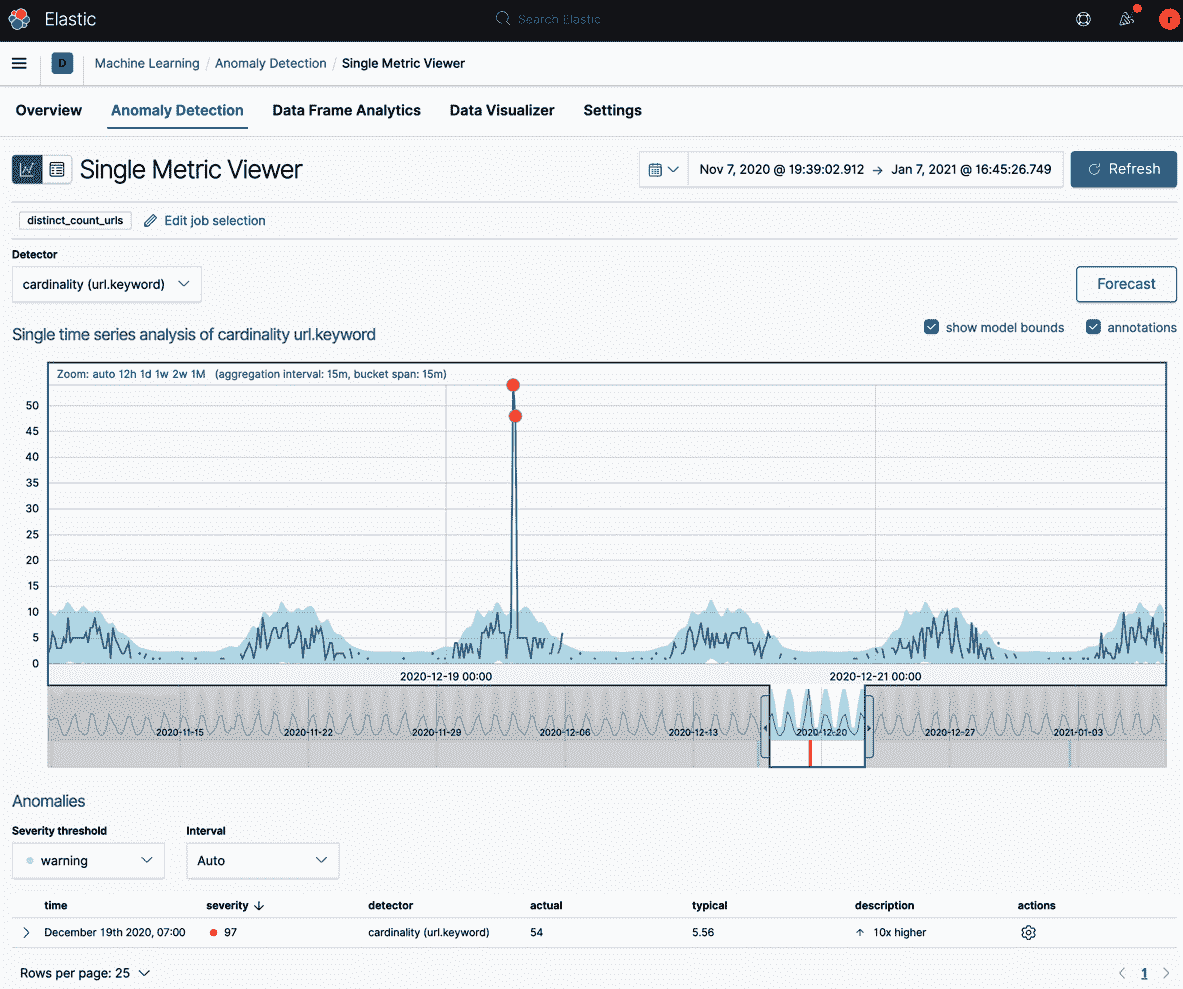 Elastic
Search Elastic
r
D
Machine Learning / Anomaly Detection / Single Metric Viewer
Overview Anomaly Detection Data Frame Analytics Data Visualizer Settings
Single Metric Viewer
Nov 7, 2020 @ 19:39:02.912 → Jan 7, 2021 @ 16:45:26.749
Refresh
distinct_count_urls Edit job selection
Detector
cardinality (url.keyword)
Forecast
Single time series analysis of cardinality url.keyword
show model bounds annotations
Zoom: auto 12h 1d 1w 2w 1M (aggregation interval: 15m, bucket span: 15m)
50
45
40
35
30
25
20
15
10
5
0
2020-12-19 00:00 2020-12-21 00:00
2020-11-15 2020-11-22 2020-11-29 2020-12-06 2020-12-13 2020-12-20 2020-12-27 2021-01-03
Anomalies
Severity threshold Interval
warning Auto
time severity ↓ detector actual typical description actions
December 19th 2020, 07:00 97 cardinality (url.keyword) 54 5.56 ↑ 10x higher
Rows per page: 25 < 1 >